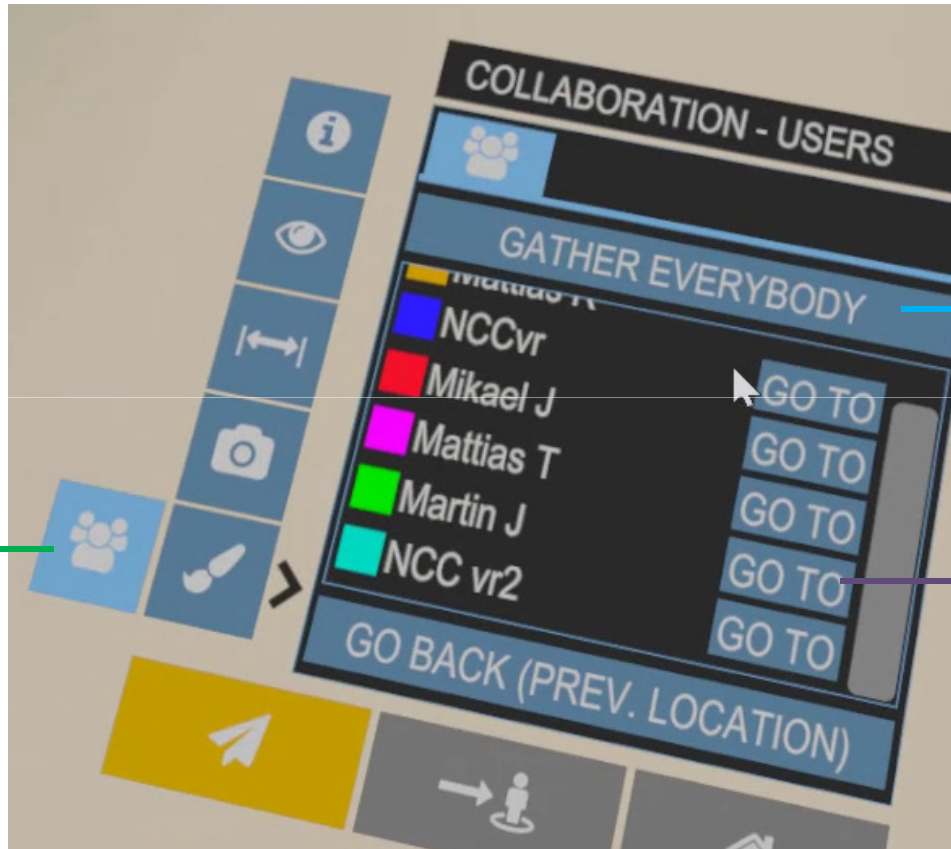 COLLABORATION - USERS
GATHER EVERYBODY
Mattias R
NCCvr
GO TO
Mikael J
GO TO
Mattias T
GO TO
Martin J
GO TO
NCC vr2
GO TO
GO BACK (PREV. LOCATION)